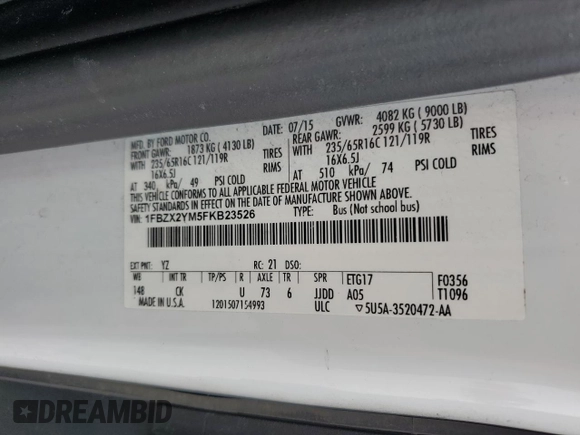 MFD. BY FORD MOTOR CO.
DATE: 07/15 GVWR: 4082 KG (9000 LB)
FRONT GAWR: 1873 KG (4130 LB) REAR GAWR: 2599 KG (5730 LB)
WITH 235/65R16C 121/119R TIRES WITH 235/65R16C 121/119R TIRES
16X6.5J RIMS 16X6.5J RIMS
AT 340 kPa/ 49 PSI COLD AT 510 kPa/ 74 PSI COLD
THIS VEHICLE CONFORMS TO ALL APPLICABLE FEDERAL MOTOR VEHICLE
SAFETY STANDARDS IN EFFECT ON THE DATE OF MANUFACTURE SHOWN ABOVE.
VIN: 1FBZX2YM5FKB23526 TYPE: Bus (Not school bus)
EXT PNT: YZ RC: 21 DSO:
WB INT TR TP/PS R AXLE TR SPR ETG17 F0356
148 CK U 73 6 JJDD A05 T1096
MADE IN U.S.A. 1201507154993 ULC ▽5U5A-3520472-AA
DREAMBID